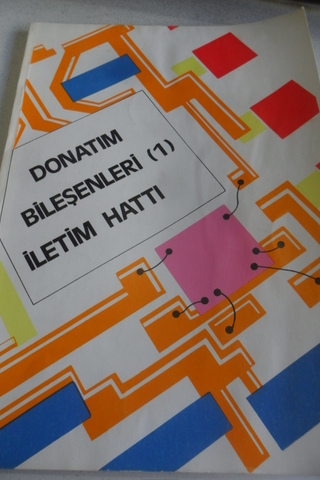 DONATIM
BİLEŞENLERİ (1)
İLETİM HATTI